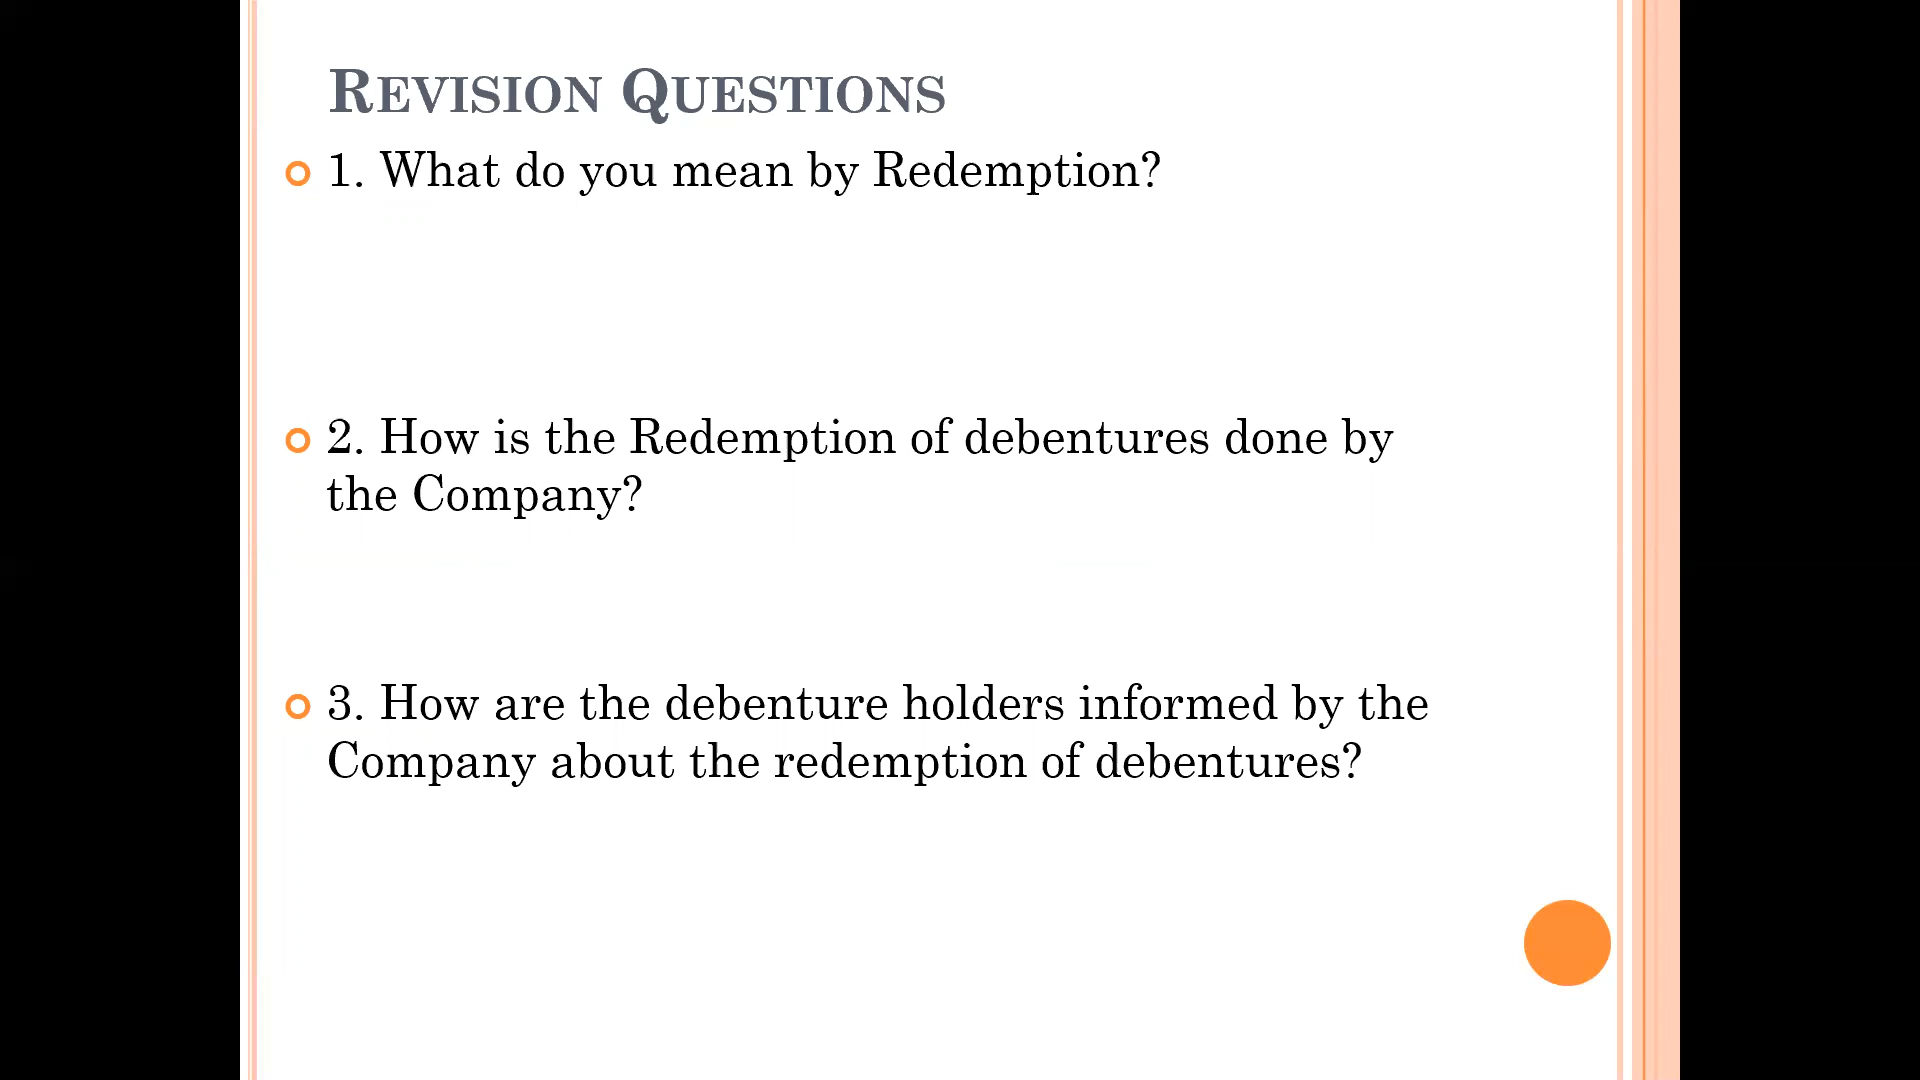 Revision Questions
1. What do you mean by Redemption?
2. How is the Redemption of debentures done by
the Company?
3. How are the debenture holders informed by the
Company about the redemption of debentures?